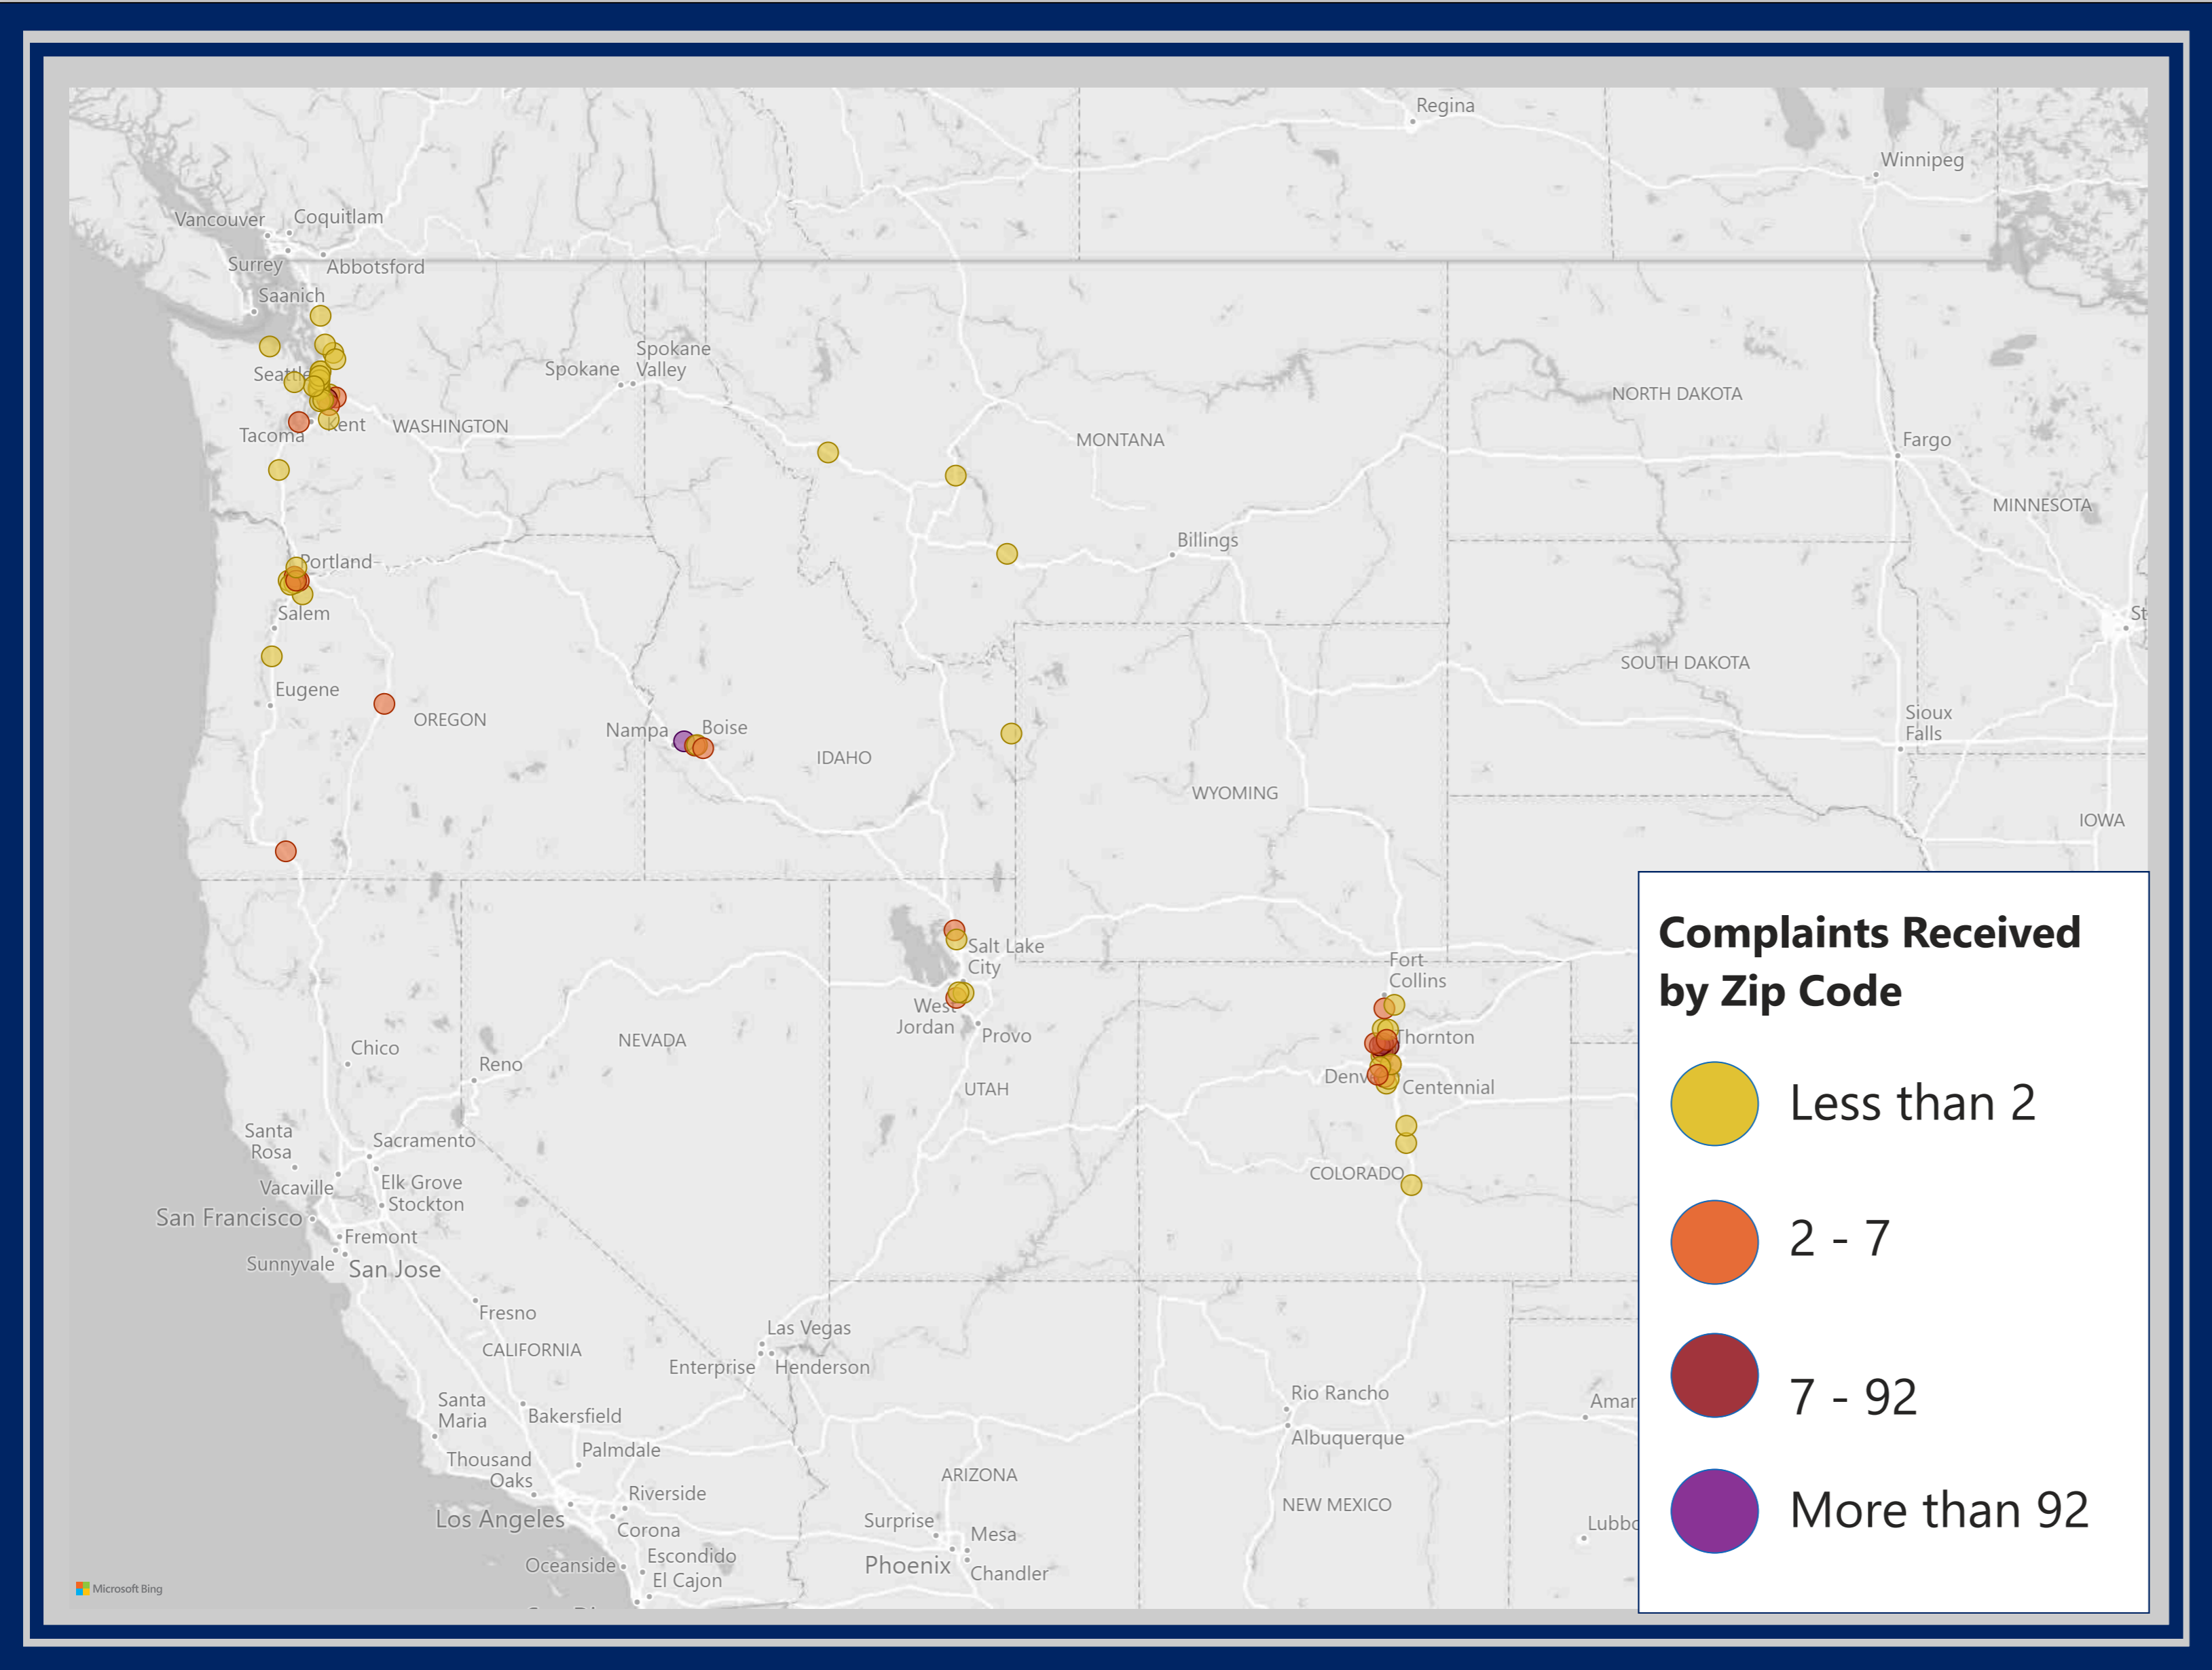 Regina
Winnipeg
Vancouver
Coquitlam
Surrey
Abbotsford
Saanich
Spokane
Valley
Spokane
NORTH DAKOTA
Kent
WASHINGTON
Tacoma
MONTANA
Fargo
MINNESOTA
Billings
Portland
Salem
SOUTH DAKOTA
Eugene
OREGON
Nampa
Boise
Sioux
Falls
IDAHO
WYOMING
IOWA
Salt Lake
City
Fort
Collins
West
Jordan
Provo
Thornton
NEVADA
Chico
Reno
Centennial
UTAH
Santa
Rosa
Sacramento
COLORADO
Vacaville
Elk Grove
Stockton
San Francisco
Fremont
Sunnyvale
San Jose
Fresno
Las Vegas
CALIFORNIA
Enterprise
Henderson
Santa
Maria
Rio Rancho
Bakersfield
Albuquerque
Palmdale
Thousand
Oaks
ARIZONA
Riverside
NEW MEXICO
Los Angeles
Corona
Surprise
Mesa
Escondido
Oceanside
Phoenix
Chandler
El Cajon
Microsoft Bing
Complaints Received
by Zip Code
Less than 2
2 - 7
7 - 92
More than 92